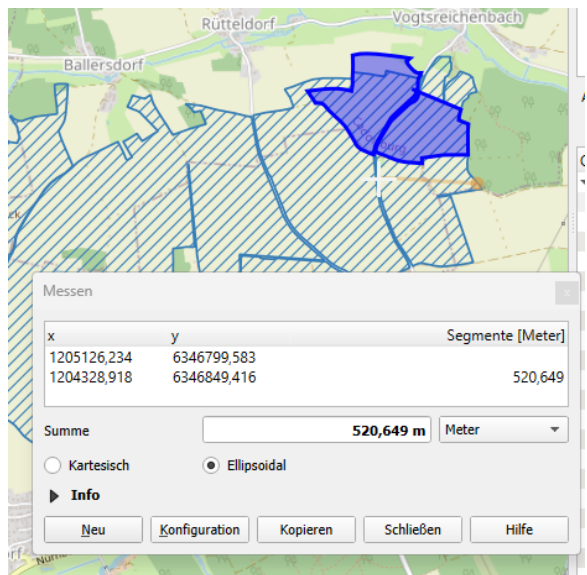 Rütteldorf
Vogtsreichenbach
Ballersdorf
Cadolzburg
Messen
x
x y Segmente [Meter]
1205126,234 6346799,583
1204328,918 6346849,416 520,649
Summe 520,649 m Meter
Kartesisch Ellipsoidal
Info
Neu Konfiguration Kopieren Schließen Hilfe